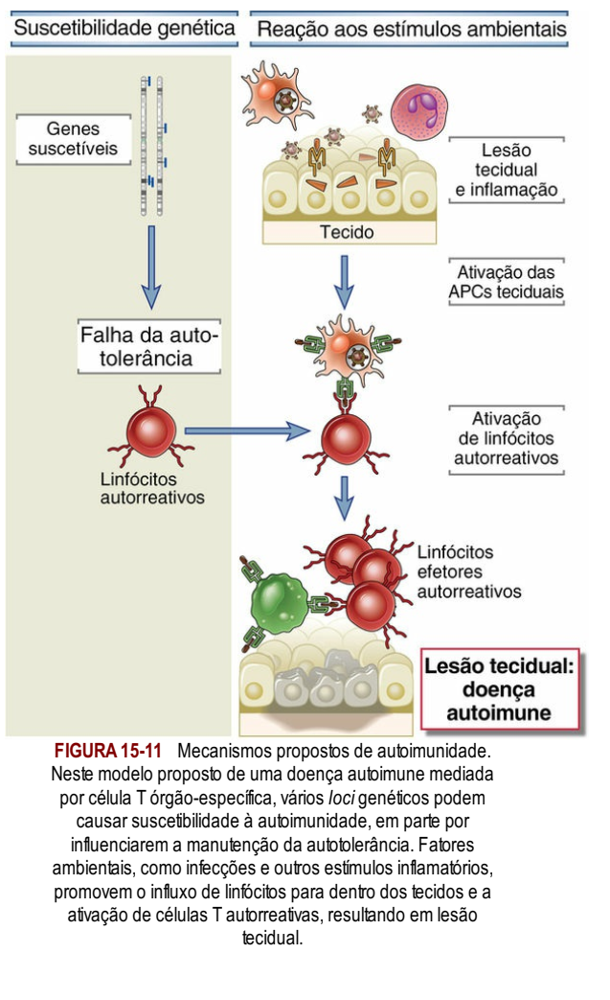 Suscetibilidade genética
Reação aos estímulos ambientais
Genes
suscetíveis
Lesão
tecidual
e inflamação
Tecido
Ativação das
APCs teciduais
Falha da auto-
tolerância
Linfócitos
autorreativos
Ativação
de linfócitos
autorreativos
Linfócitos
efetores
autorreativos
Lesão tecidual:
doença
autoimune
FIGURA 15-11 Mecanismos propostos de autoimunidade.
Neste modelo proposto de uma doença autoimune mediada
por célula T órgão-específica, vários loci genéticos podem
causar suscetibilidade à autoimunidade, em parte por
influenciarem a manutenção da autotolerância. Fatores
ambientais, como infecções e outros estímulos inflamatórios,
promovem o influxo de linfócitos para dentro dos tecidos e a
ativação de células T autorreativas, resultando em lesão
tecidual.